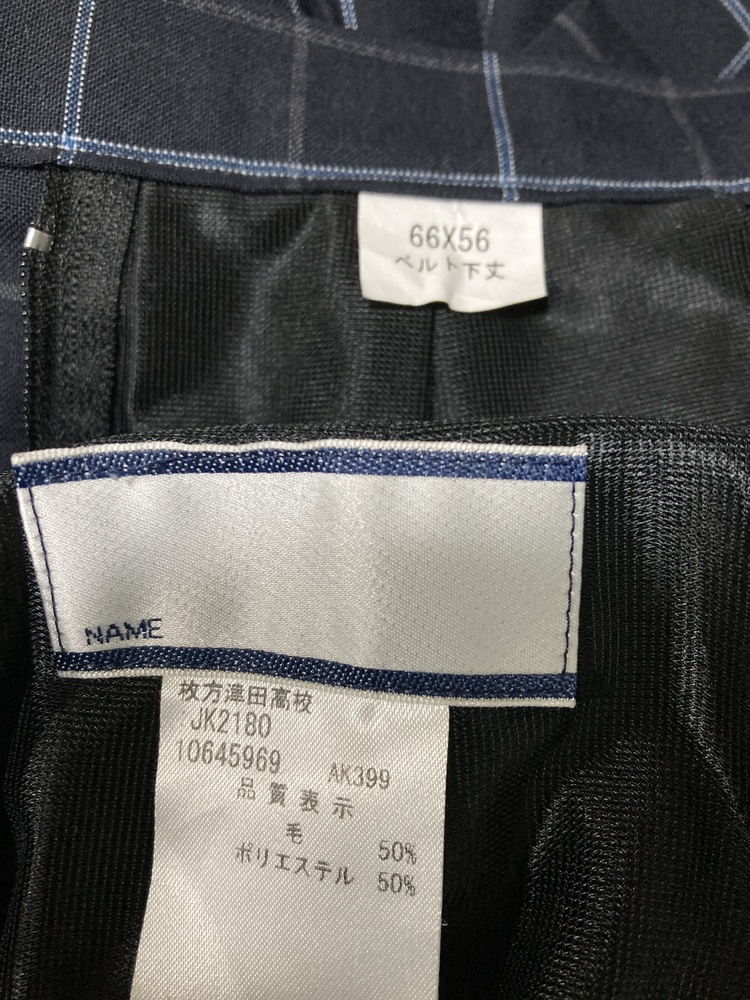 66X56
ベルト下丈
NAME
枚方津田高校
JK2180
10645969 AK399
品質表示
毛 50%
ポリエステル 50%